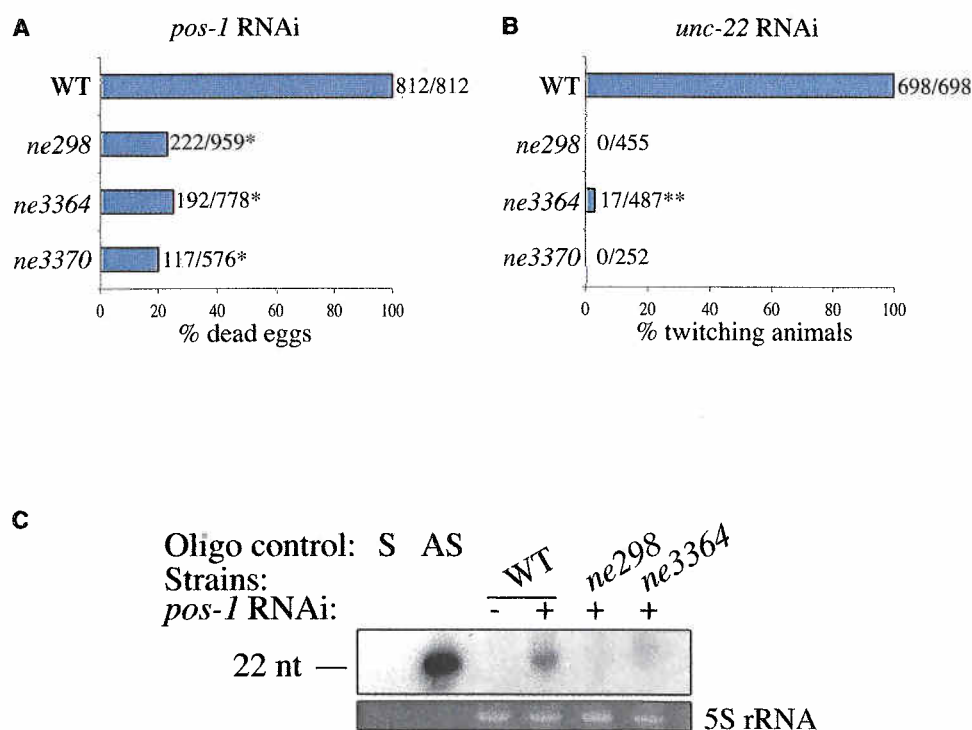 A
pos-1 RNAi
WT 812/812
ne298 222/959*
ne3364 192/778*
ne3370 117/576*
0 20 40 60 80 100
% dead eggs
B
unc-22 RNAi
WT 698/698
ne298 0/455
ne3364 17/487**
ne3370 0/252
0 20 40 60 80 100
% twitching animals
C
Oligo control: S AS
Strains: WT ne298 ne3364
pos-1 RNAi: - + + +
22 nt —
5S rRNA